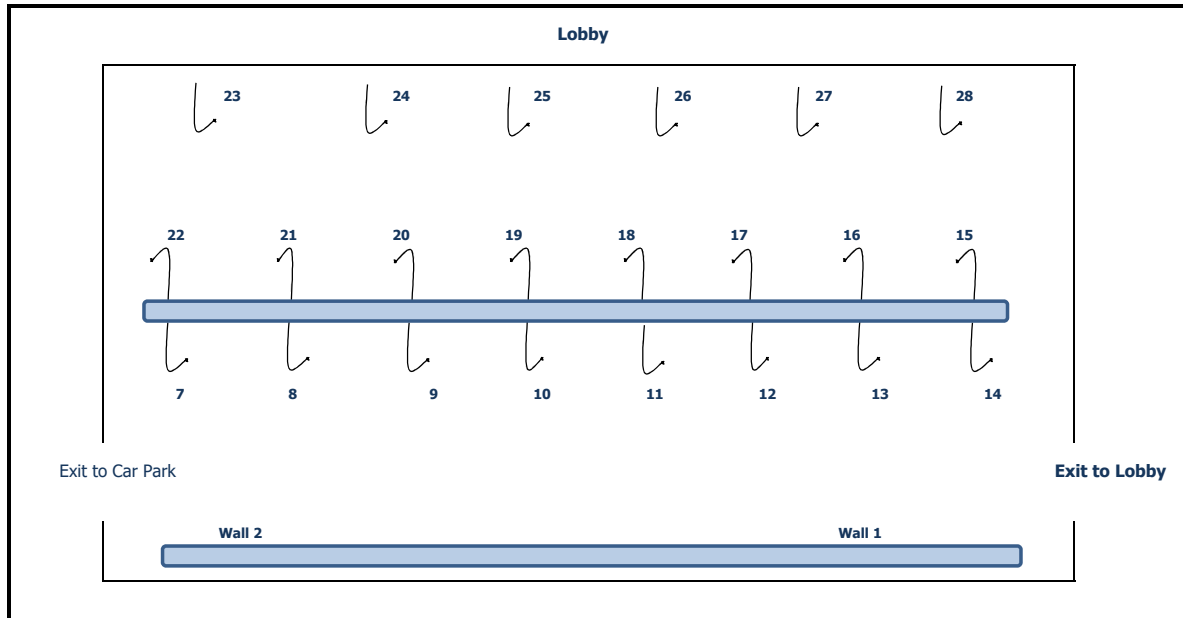 Lobby
23 24 25 26 27 28
22 21 20 19 18 17 16 15
7 8 9 10 11 12 13 14
Exit to Car Park Exit to Lobby
Wall 2 Wall 1